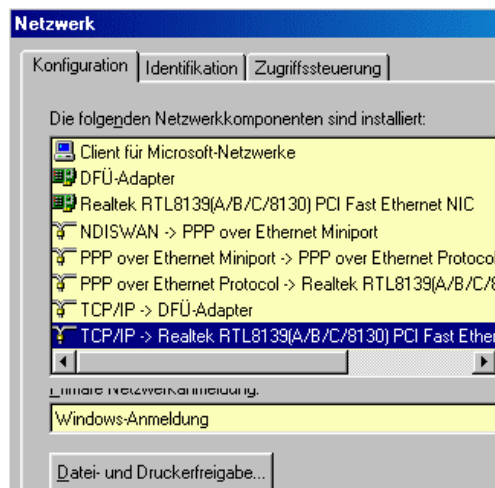 Netzwerk
Konfiguration Identifikation Zugriffssteuerung
Die folgenden Netzwerkkomponenten sind installiert:
Client für Microsoft-Netzwerke
DFÜ-Adapter
Realtek RTL8139(A/B/C/8130) PCI Fast Ethernet NIC
NDISWAN -> PPP over Ethernet Miniport
PPP over Ethernet Miniport -> PPP over Ethernet Protocol
PPP over Ethernet Protocol -> Realtek RTL8139(A/B/C/8
TCP/IP -> DFÜ-Adapter
TCP/IP -> Realtek RTL8139(A/B/C/8130) PCI Fast Ether
Primäre Netzwerkanmeldung:
Windows-Anmeldung
Datei- und Druckerfreigabe...